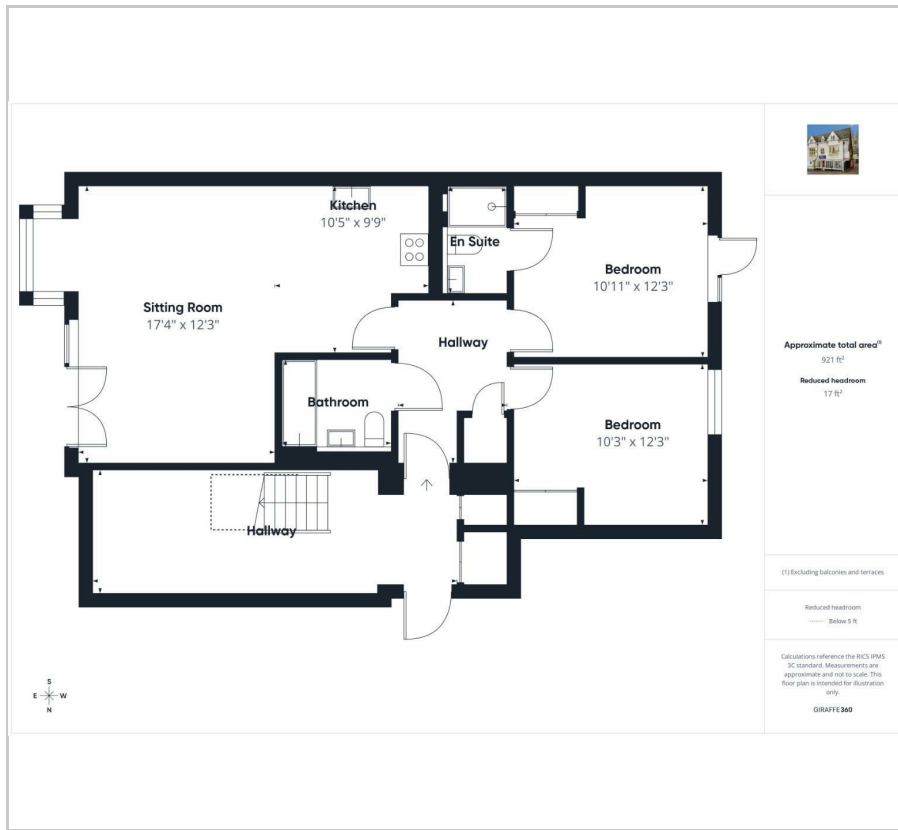 Kitchen
10'5" x 9'9"
En Suite
Bedroom
10'11" x 12'3"
Sitting Room
17'4" x 12'3"
Hallway
Bathroom
Bedroom
10'3" x 12'3"
Hallway
S
E W
N
Approximate total area(1)
921 ft²
Reduced headroom
17 ft²
(1) Excluding balconies and terraces
Reduced headroom
Below 5 ft
Calculations reference the RICS IPMS
3C standard. Measurements are
approximate and not to scale. This
floor plan is intended for illustration
only.
GIRAFFE360